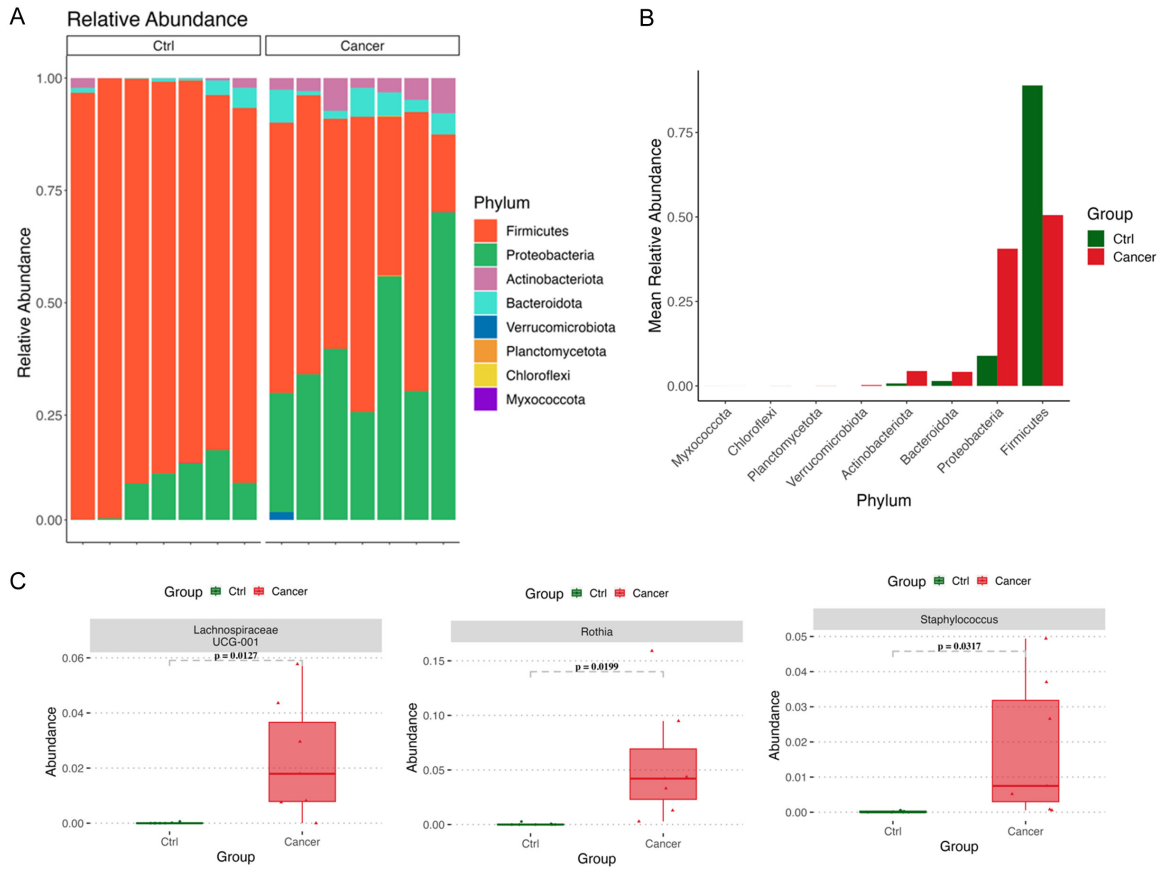 A
Relative Abundance
Ctrl
Cancer
1.00
0.75
0.50
0.25
0.00
Relative Abundance
Phylum
Firmicutes
Proteobacteria
Actinobacteriota
Bacteroidota
Verrucomicrobiota
Planctomycetota
Chloroflexi
Myxococcota
B
0.75
0.50
0.25
0.00
Mean Relative Abundance
Myxococcota
Chloroflexi
Planctomycetota
Verrucomicrobiota
Actinobacteriota
Bacteroidota
Proteobacteria
Firmicutes
Phylum
Group
Ctrl
Cancer
C
Group Ctrl Cancer
Lachnospiraceae
UCG-001
p = 0.0127
0.06
0.04
0.02
0.00
Abundance
Ctrl
Cancer
Group
Group Ctrl Cancer
Rothia
p = 0.0199
0.15
0.10
0.05
0.00
Abundance
Ctrl
Cancer
Group
Group Ctrl Cancer
Staphylococcus
p = 0.0317
0.05
0.04
0.03
0.02
0.01
0.00
Abundance
Ctrl
Cancer
Group